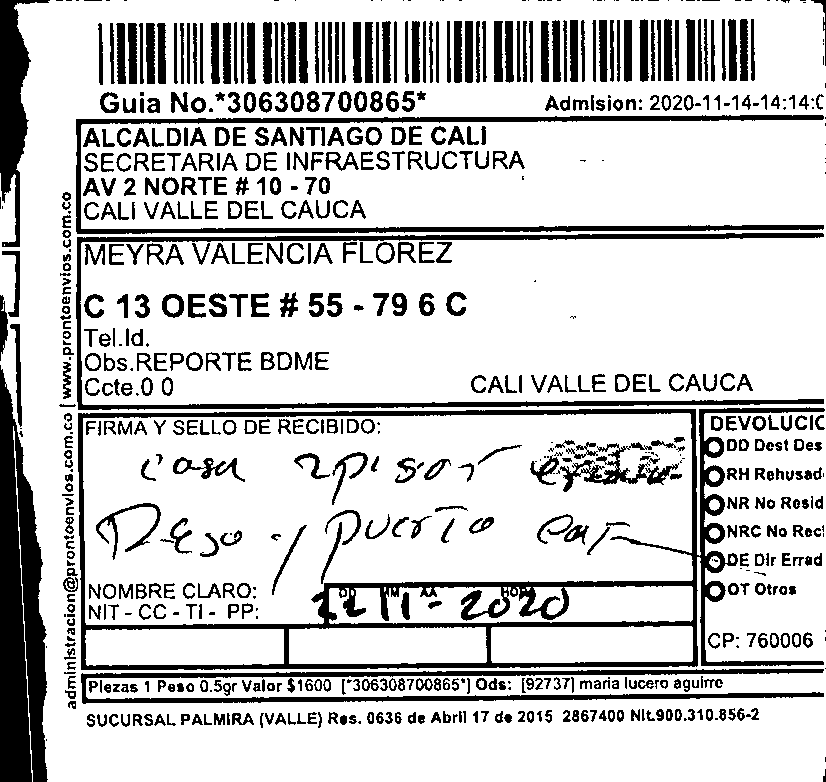 Guia No.*306308700865*
Admision: 2020-11-14-14:14:0
ALCALDIA DE SANTIAGO DE CALI
SECRETARIA DE INFRAESTRUCTURA
AV 2 NORTE # 10 - 70
CALI VALLE DEL CAUCA
MEYRA VALENCIA FLOREZ
C 13 OESTE # 55 - 79 6 C
Tel.Id.
Obs.REPORTE BDME
Ccte.0 0
CALI VALLE DEL CAUCA
administracion@prontoenvios.com.co | www.prontoenvios.com.co
FIRMA Y SELLO DE RECIBIDO:
casa 2 pisos
puerto
NOMBRE CLARO:
NIT - CC - TI - PP:
DD MM AA HORA
22 11 - 2020
DEVOLUCIO
DD Dest Des
RH Rehusad
NR No Resid
NRC No Recl
DE Dir Errad
OT Otros
CP: 760006
Piezas 1 Peso 0.5gr Valor $1600 [*306308700865*] Ods: [92737] maria lucero aguirre
SUCURSAL PALMIRA (VALLE) Res. 0636 de Abril 17 de 2015 2867400 Nit.900.310.856-2